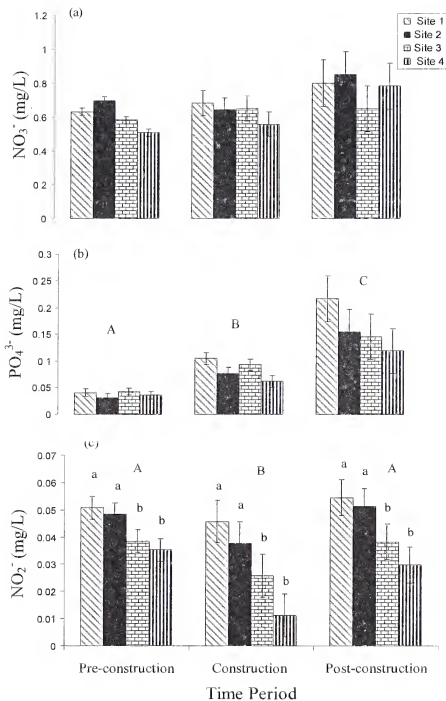 (a)
Site 1
Site 2
Site 3
Site 4
NO₃⁻ (mg/L)
1
0.8
0.6
0.4
0.2
0
(b)
PO₄³⁻ (mg/L)
0.3
0.25
0.2
0.15
0.1
0.05
0
A
B
C
(c)
NO₂⁻ (mg/L)
0.07
0.06
0.05
0.04
0.03
0.02
0.01
0
A
a a b b
B
a a b b
A
a a b b
Pre-construction Construction Post-construction
Time Period